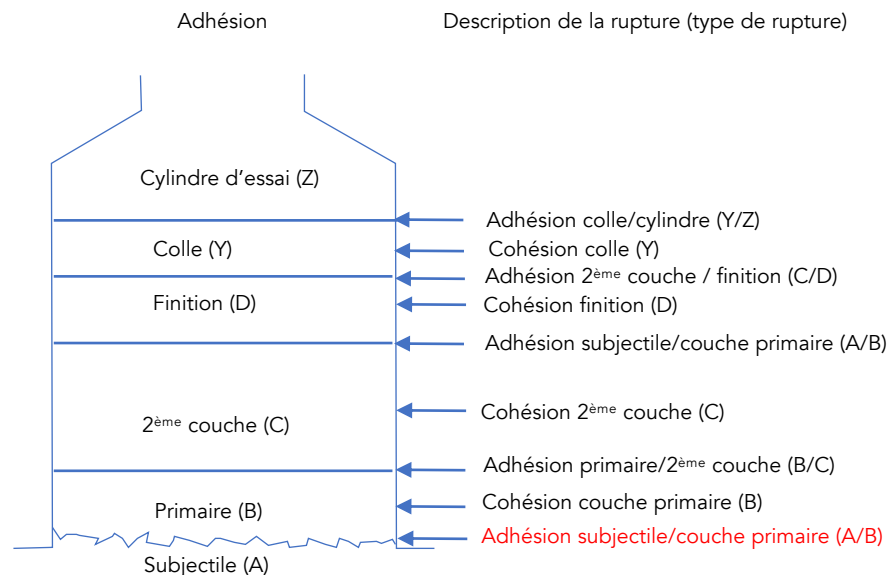 Adhésion
Description de la rupture (type de rupture)
Cylindre d’essai (Z)
Adhésion colle/cylindre (Y/Z)
Colle (Y)
Cohésion colle (Y)
Adhésion 2ème couche / finition (C/D)
Finition (D)
Cohésion finition (D)
Adhésion subjectile/couche primaire (A/B)
2ème couche (C)
Cohésion 2ème couche (C)
Adhésion primaire/2ème couche (B/C)
Primaire (B)
Cohésion couche primaire (B)
Adhésion subjectile/couche primaire (A/B)
Subjectile (A)